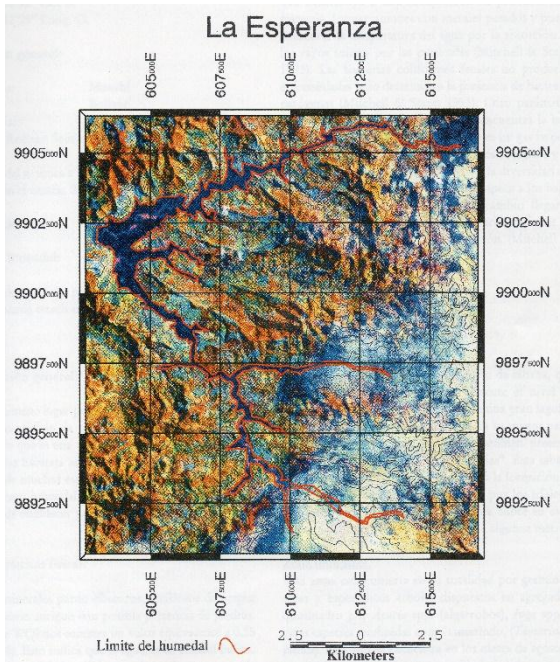 La Esperanza
605000E 607500E 610000E 612500E 615000E
9905000N 9905000N
9902500N 9902500N
9900000N 9900000N
9897500N 9897500N
9895000N 9895000N
9892500N 9892500N
605000E 607500E 610000E 612500E 615000E
Límite del humedal 2.5 0 2.5
Kilometers